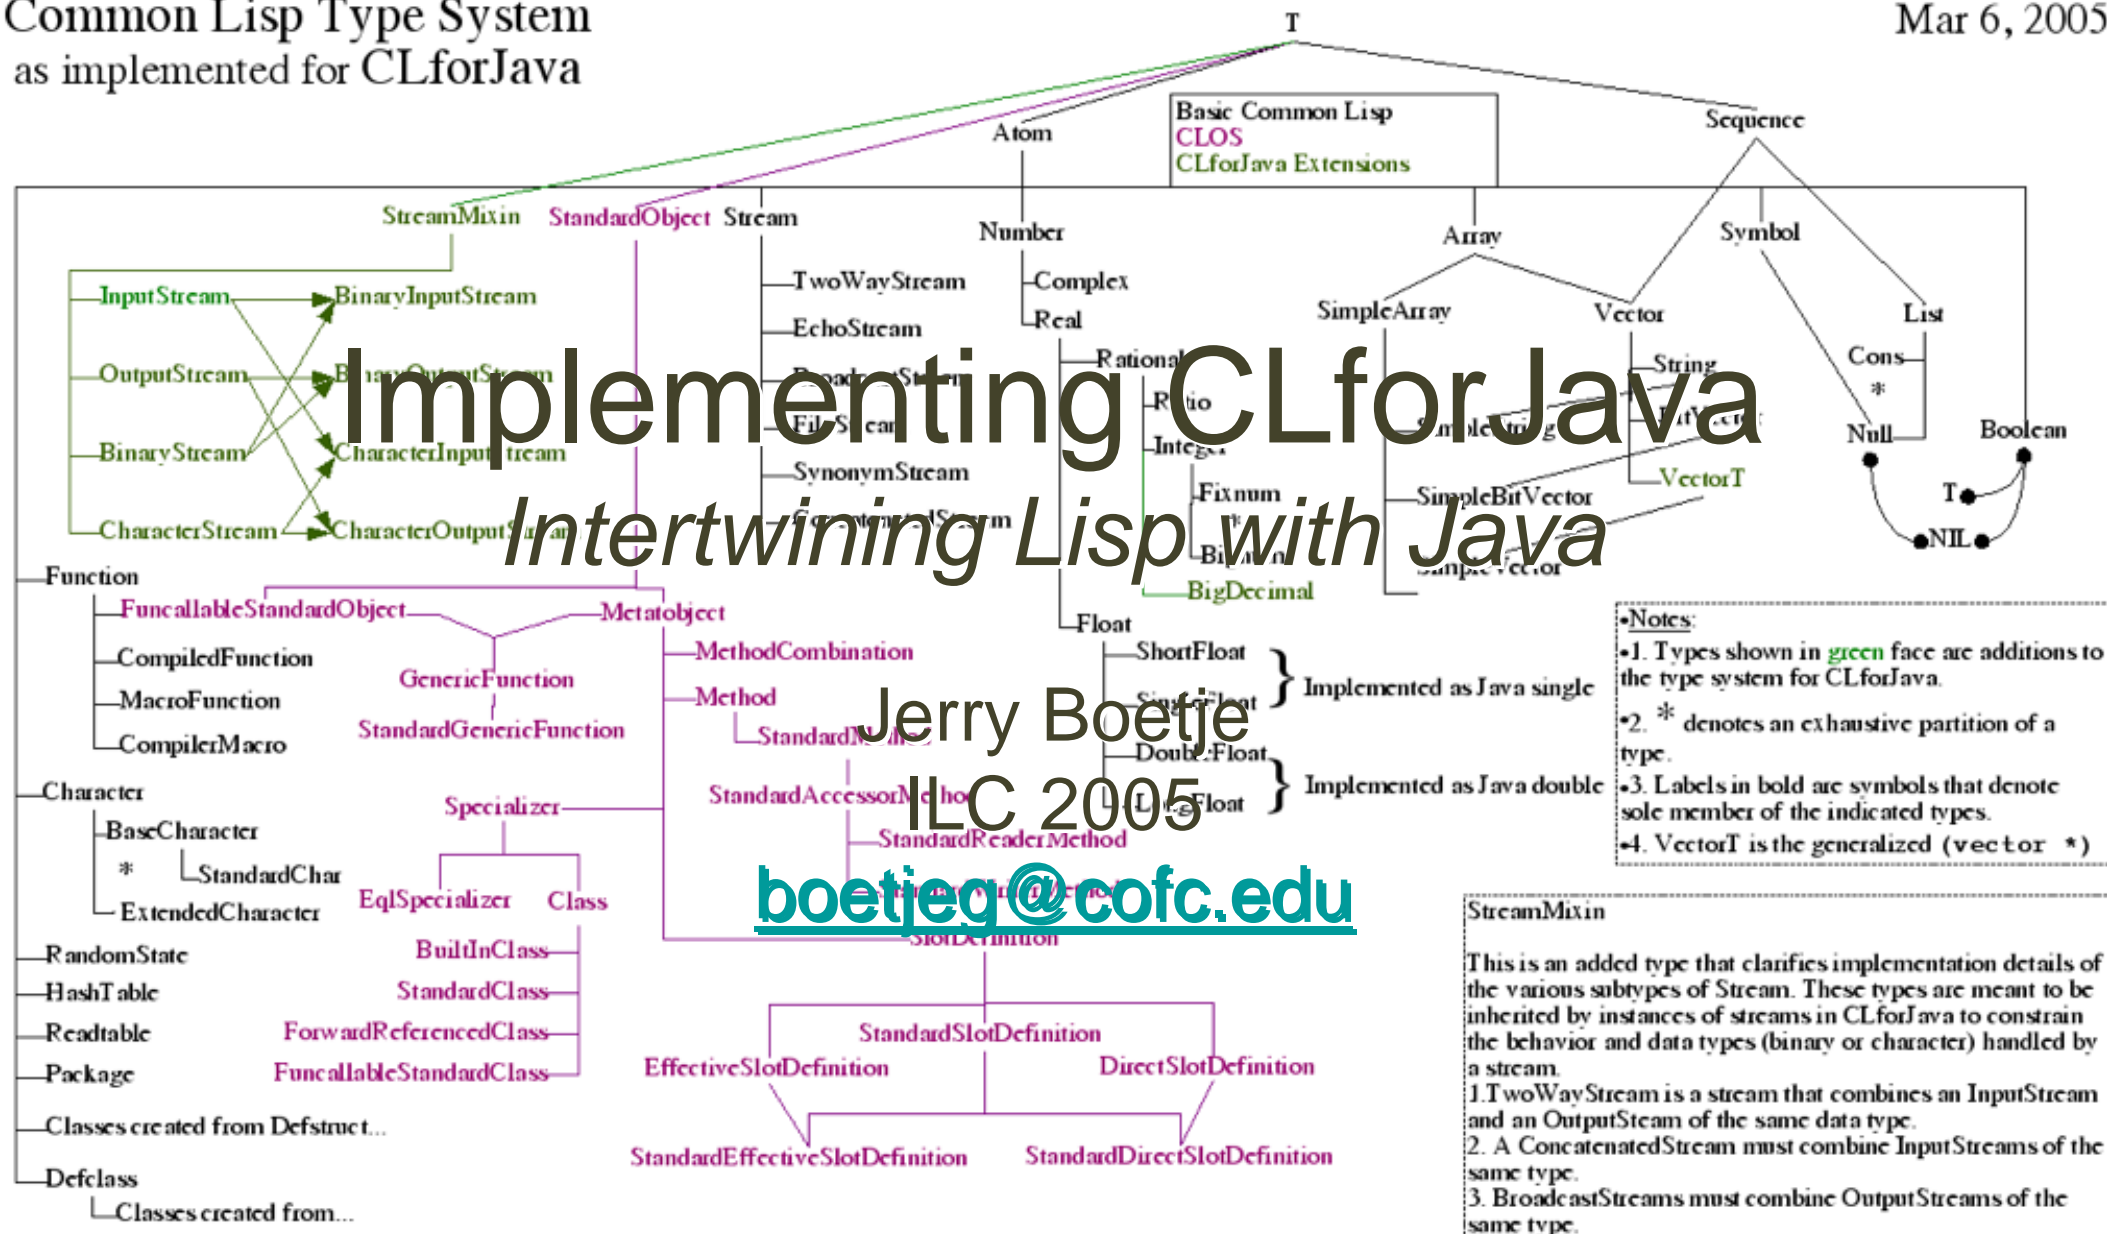 Common Lisp Type System
as implemented for CLforJava
Mar 6, 2005
T
Basic Common Lisp
CLOS
CLforJava Extensions
Atom
Sequence
StreamMixin
StandardObject
Stream
Number
Array
Symbol
InputStream
BinaryInputStream
TwoWayStream
Complex
SimpleArray
Vector
List
EchoStream
Real
OutputStream
Rational
String
Cons
*
Implementing CLforJava
Null
Boolean
BinaryStream
SynonymStream
Fixnum
SimpleBitVector
VectorT
T
NIL
CharacterStream
Intertwining Lisp with Java
BigDecimal
Function
FuncallableStandardObject
Metatobject
Float
CompiledFunction
GenericFunction
MethodCombination
ShortFloat
Implemented as Java single
MacroFunction
StandardGenericFunction
Method
Jerry Boetje
CompilerMacro
Implemented as Java double
ILC 2005
Character
Specializer
BaseCharacter
*
StandardChar
ExtendedCharacter
StandardReaderMethod
EqlSpecializer
Class
boetjeg@cofc.edu
SlotDefinition
RandomState
BuiltInClass
HashTable
StandardClass
Readtable
ForwardReferencedClass
StandardSlotDefinition
Package
FuncallableStandardClass
EffectiveSlotDefinition
DirectSlotDefinition
Classes created from Defstruct...
StandardEffectiveSlotDefinition
StandardDirectSlotDefinition
Defclass
Classes created from...
•Notes:
•1. Types shown in green face are additions to
the type system for CLforJava.
•2. * denotes an exhaustive partition of a
type.
•3. Labels in bold are symbols that denote
sole member of the indicated types.
•4. VectorT is the generalized (vector *)
StreamMixin
This is an added type that clarifies implementation details of
the various subtypes of Stream. These types are meant to be
inherited by instances of streams in CLforJava to constrain
the behavior and data types (binary or character) handled by
a stream.
1.TwoWayStream is a stream that combines an InputStream
and an OutputSteam of the same data type.
2. A ConcatenatedStream must combine InputStreams of the
same type.
3. BroadcastStreams must combine OutputStreams of the
same type.